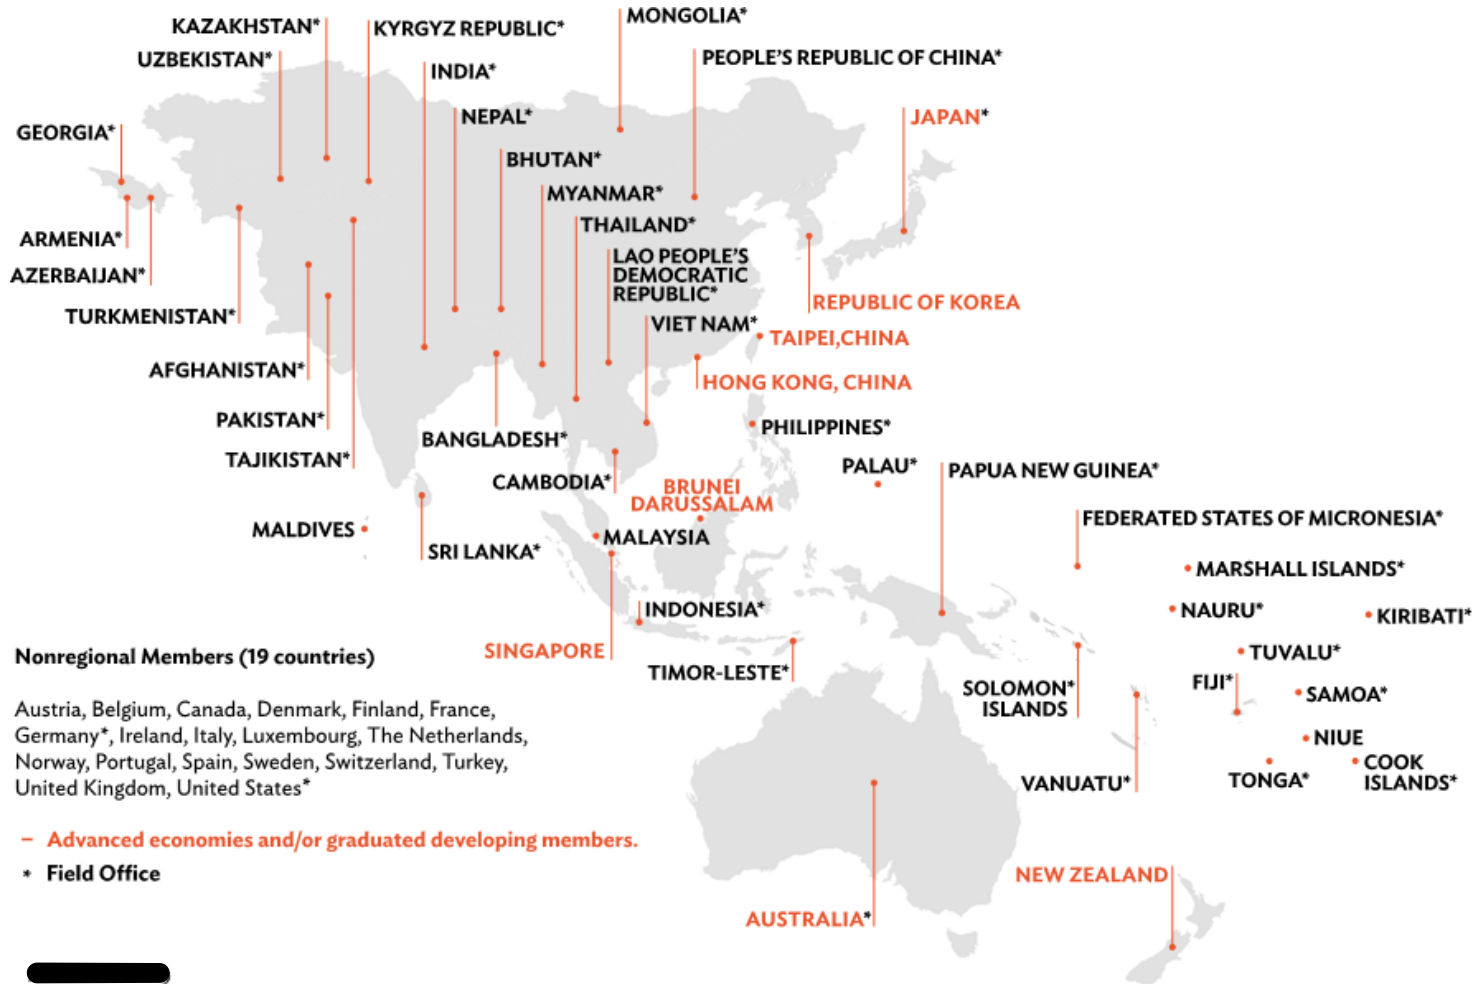 MONGOLIA*
KAZAKHSTAN*
KYRGYZ REPUBLIC*
UZBEKISTAN*
PEOPLE'S REPUBLIC OF CHINA*
INDIA*
NEPAL*
JAPAN*
GEORGIA*
BHUTAN*
MYANMAR*
THAILAND*
ARMENIA*
LAO PEOPLE'S
DEMOCRATIC
REPUBLIC*
AZERBAIJAN*
REPUBLIC OF KOREA
TURKMENISTAN*
VIET NAM*
TAIPEI,CHINA
AFGHANISTAN*
HONG KONG, CHINA
PAKISTAN*
PHILIPPINES*
BANGLADESH*
TAJIKISTAN*
PALAU*
PAPUA NEW GUINEA*
CAMBODIA*
BRUNEI
DARUSSALAM
FEDERATED STATES OF MICRONESIA*
MALDIVES
MALAYSIA
SRI LANKA*
MARSHALL ISLANDS*
INDONESIA*
NAURU*
KIRIBATI*
SINGAPORE
TUVALU*
TIMOR-LESTE*
FIJI*
SOLOMON*
ISLANDS
SAMOA*
NIUE
VANUATU*
TONGA*
COOK
ISLANDS*
Nonregional Members (19 countries)
Austria, Belgium, Canada, Denmark, Finland, France,
Germany*, Ireland, Italy, Luxembourg, The Netherlands,
Norway, Portugal, Spain, Sweden, Switzerland, Turkey,
United Kingdom, United States*
– Advanced economies and/or graduated developing members.
* Field Office
NEW ZEALAND
AUSTRALIA*